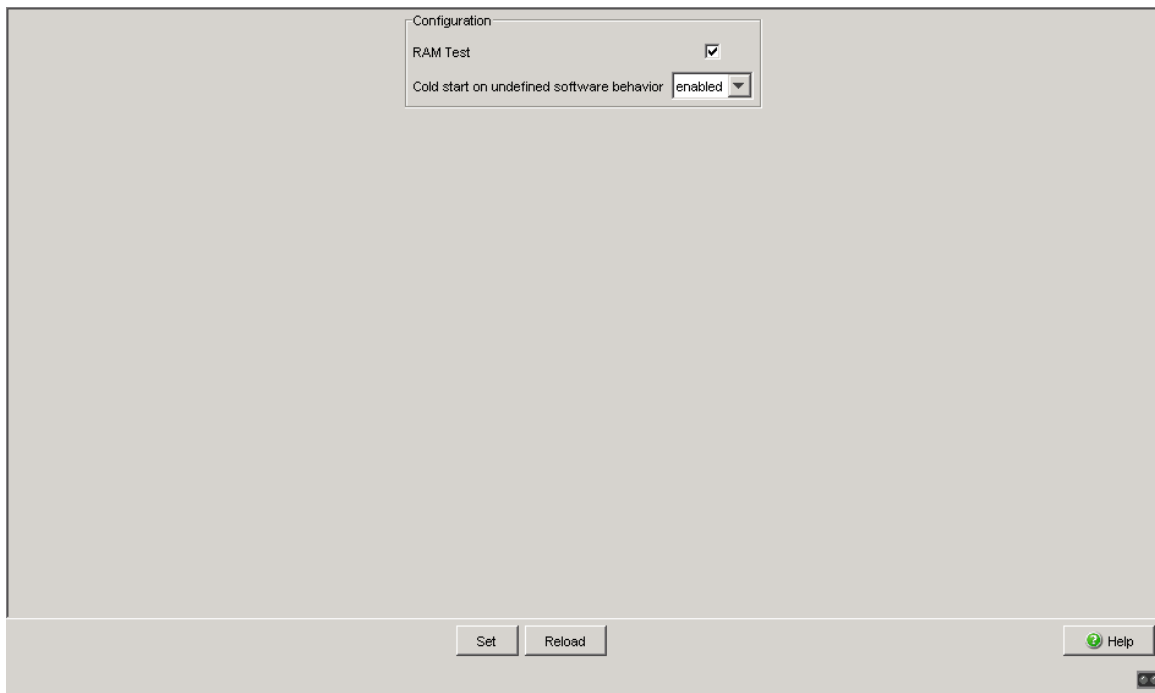 Configuration
RAM Test
Cold start on undefined software behavior enabled
Set Reload Help